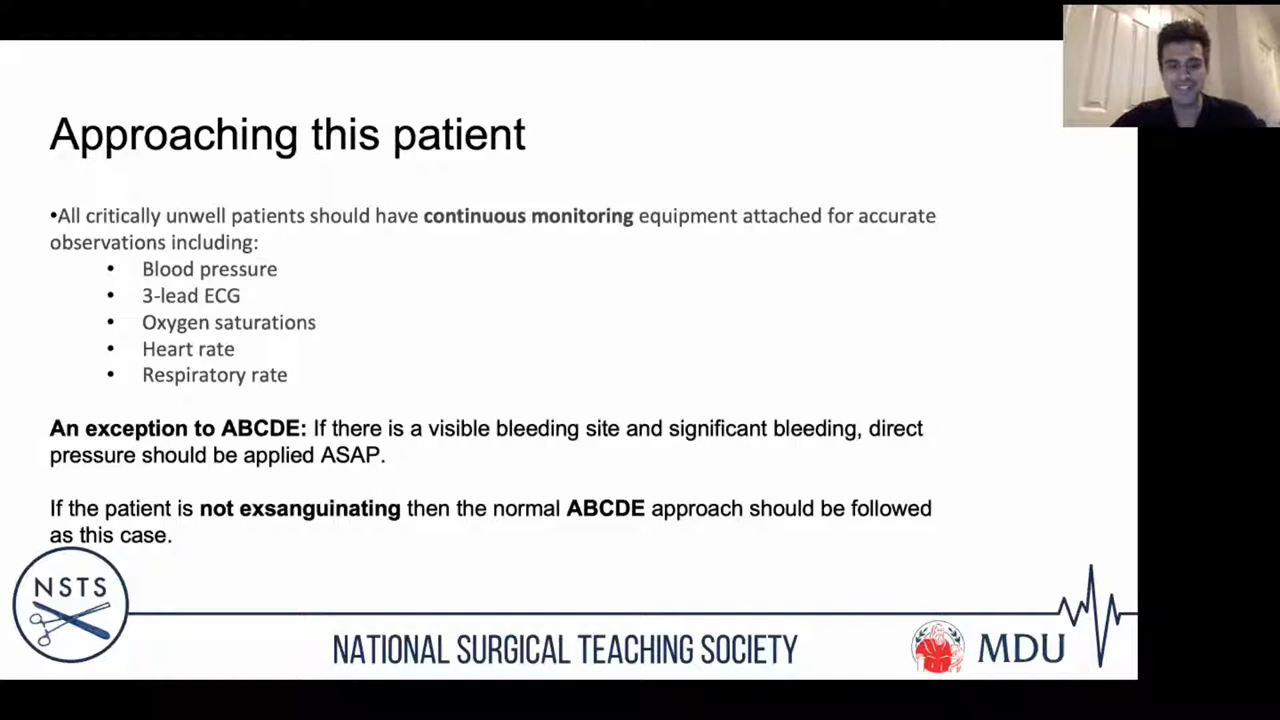 Approaching this patient
•All critically unwell patients should have continuous monitoring equipment attached for accurate
observations including:
• Blood pressure
• 3-lead ECG
• Oxygen saturations
• Heart rate
• Respiratory rate
An exception to ABCDE: If there is a visible bleeding site and significant bleeding, direct
pressure should be applied ASAP.
If the patient is not exsanguinating then the normal ABCDE approach should be followed
as this case.
NSTS
NATIONAL SURGICAL TEACHING SOCIETY
MDU